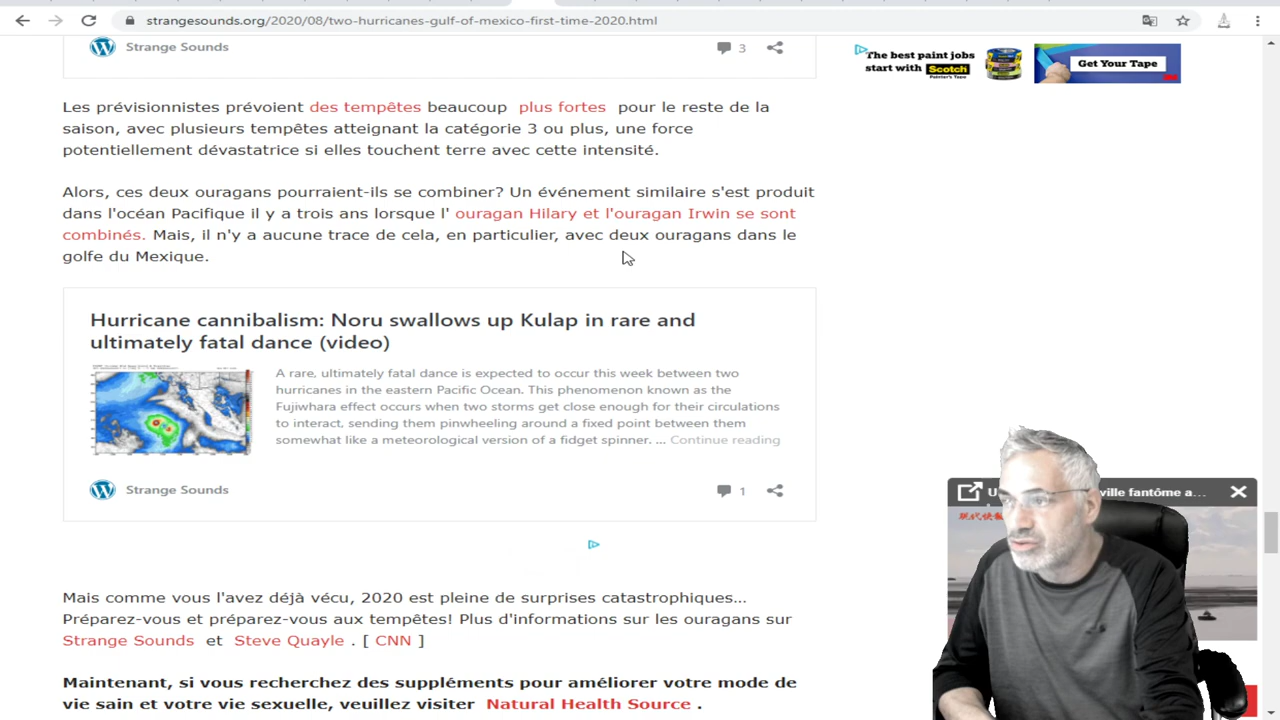 strangesounds.org/2020/08/two-hurricanes-gulf-of-mexico-first-time-2020.html
Strange Sounds
3
The best paint jobs
start with Scotch
Get Your Tape
Les prévisionnistes prévoient des tempêtes beaucoup plus fortes pour le reste de la
saison, avec plusieurs tempêtes atteignant la catégorie 3 ou plus, une force
potentiellement dévastatrice si elles touchent terre avec cette intensité.
Alors, ces deux ouragans pourraient-ils se combiner? Un événement similaire s'est produit
dans l'océan Pacifique il y a trois ans lorsque l' ouragan Hilary et l'ouragan Irwin se sont
combinés. Mais, il n'y a aucune trace de cela, en particulier, avec deux ouragans dans le
golfe du Mexique.
Hurricane cannibalism: Noru swallows up Kulap in rare and
ultimately fatal dance (video)
A rare, ultimately fatal dance is expected to occur this week between two
hurricanes in the eastern Pacific Ocean. This phenomenon known as the
Fujiwhara effect occurs when two storms get close enough for their circulations
to interact, sending them pinwheeling around a fixed point between them
somewhat like a meteorological version of a fidget spinner. ... Continue reading
Strange Sounds
1
ville fantôme a...
Mais comme vous l'avez déjà vécu, 2020 est pleine de surprises catastrophiques...
Préparez-vous et préparez-vous aux tempêtes! Plus d'informations sur les ouragans sur
Strange Sounds et Steve Quayle . [ CNN ]
Maintenant, si vous recherchez des suppléments pour améliorer votre mode de
vie sain et votre vie sexuelle, veuillez visiter Natural Health Source .